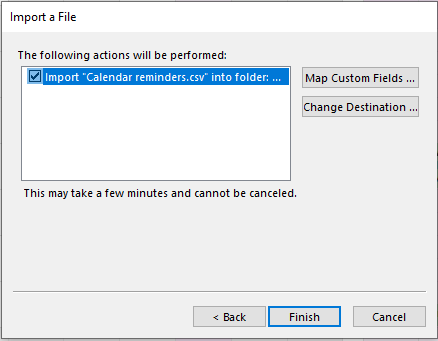 Import a File
The following actions will be performed:
Import "Calendar reminders.csv" into folder: ...
Map Custom Fields ...
Change Destination ...
This may take a few minutes and cannot be canceled.
< Back
Finish
Cancel